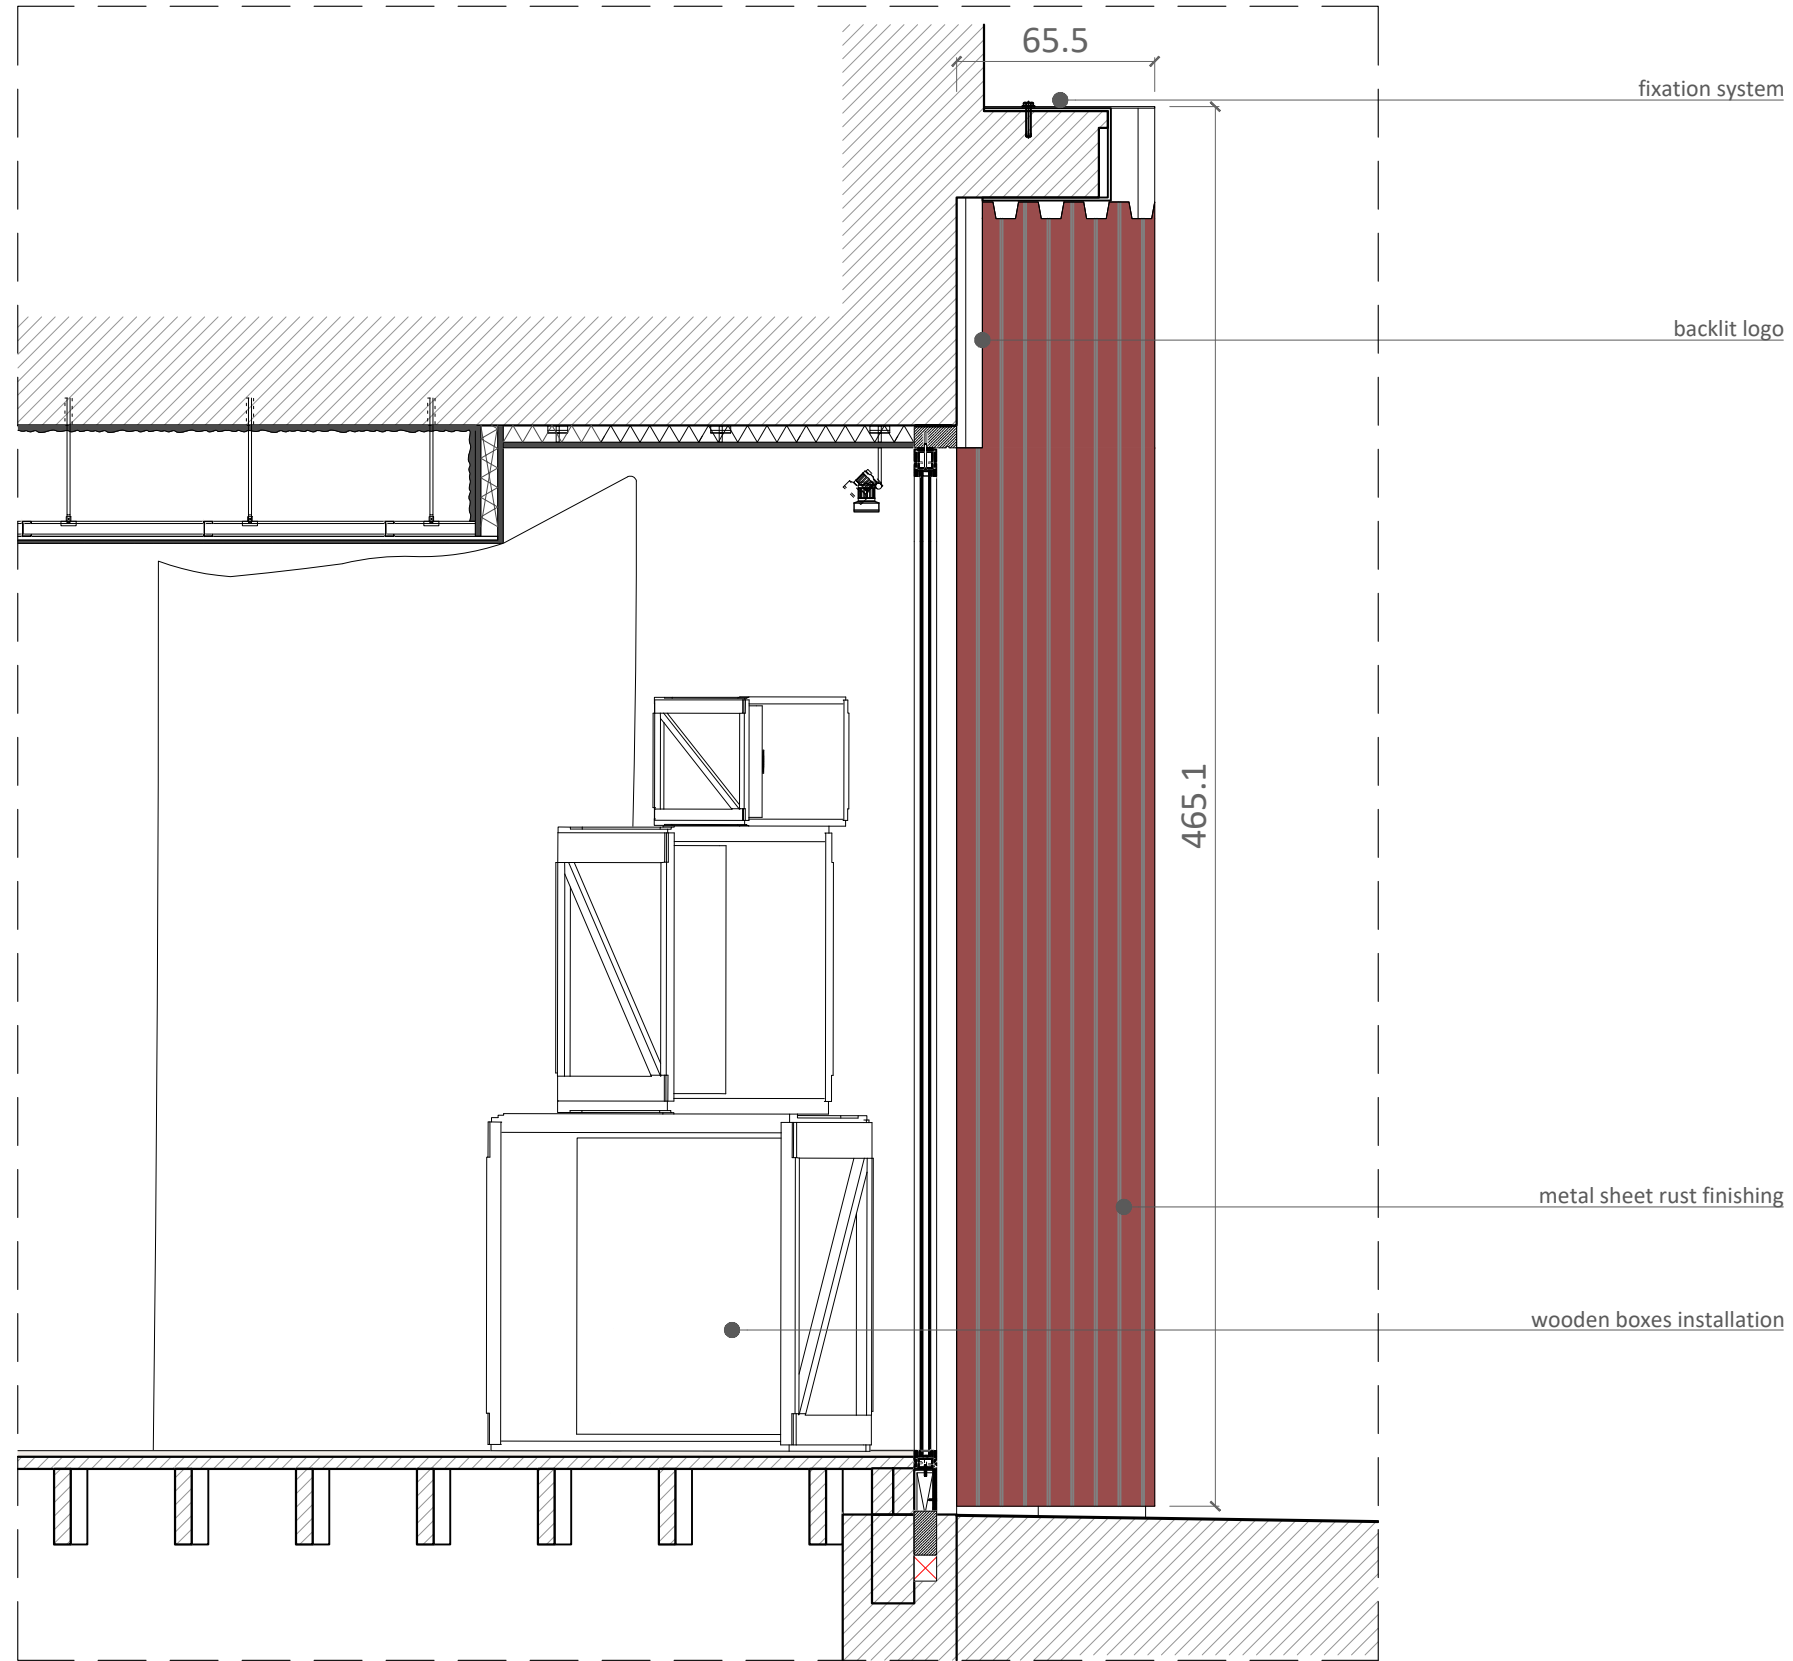 65.5
fixation system
backlit logo
465.1
metal sheet rust finishing
wooden boxes installation